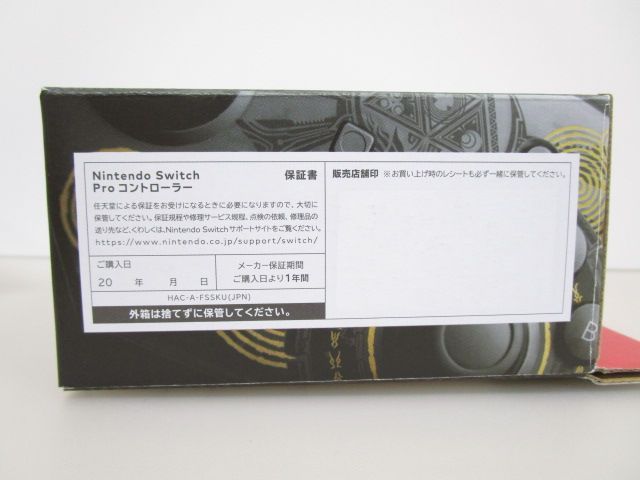 Nintendo Switch
Pro コントローラー
保証書
任天堂による保証をお受けになるときに必要になりますので、大切に
保管してください。保証規程や修理サービス規程、点検の依頼、修理品の
送り先など、くわしくは、Nintendo Switchサポートサイトをご覧ください。
https://www.nintendo.co.jp/support/switch/
ご購入日
20 年 月 日
メーカー保証期間
ご購入日より1年間
HAC-A-FSSKU(JPN)
外箱は捨てずに保管してください。
販売店舗印 ※お買い上げ時のレシートも必ず一緒に保管してください。
B